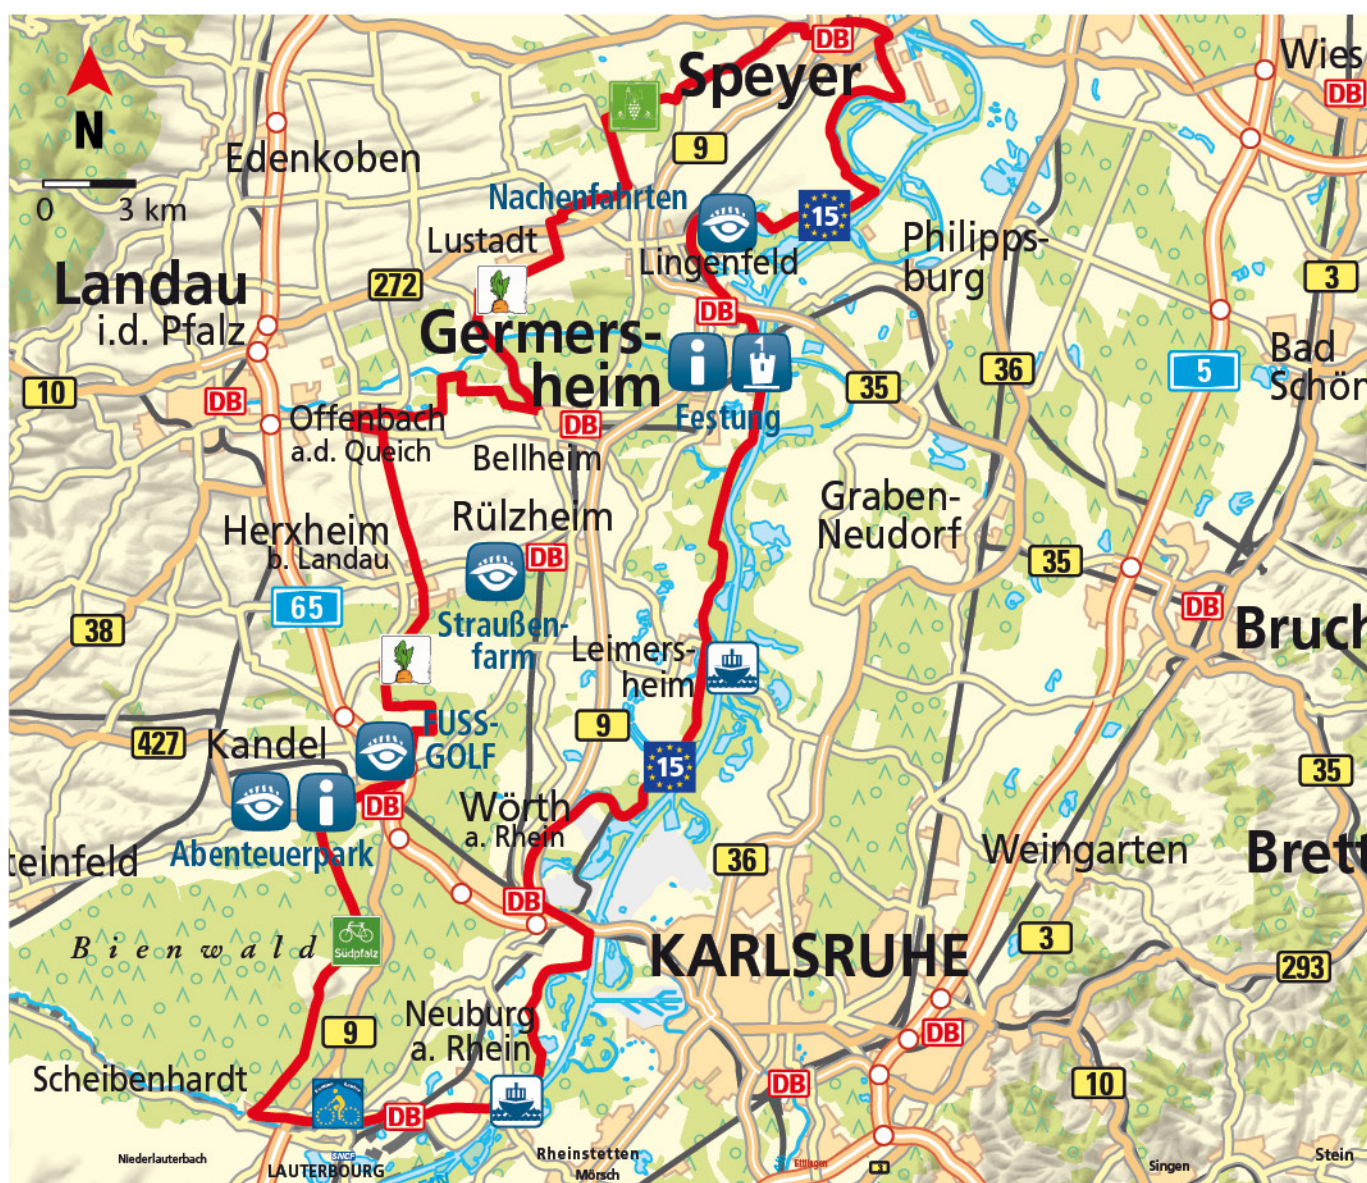 DB
Wies
Speyer
DB
N
9
Edenkoben
0 3 km
Nachenfahrten
15
Lustadt
Philipps-
burg
Lingenfeld
3
272
Landau
i.d. Pfalz
DB
Germers-
heim
i
Bad
Schön
36
5
10
35
DB
Festung
Offenbach
a.d. Queich
DB
Bellheim
Graben-
Neudorf
Rülzheim
Herxheim
b. Landau
DB
35
65
DB
38
Straußen-
farm
Bruch
Leimers-
heim
9
427
Kandel
FUSS-
GOLF
15
35
i
DB
Wörth
a. Rhein
Abenteuerpark
teinfeld
36
Weingarten
Brett
DB
Südpfalz
Bienwald
KARLSRUHE
3
293
9
Neuburg
a. Rhein
DB
Scheibenhardt
DB
10
DB
Niederlauterbach
SNCF
LAUTERBOURG
Rheinstetten
Mörsch
Ettlingen
3
Singen
Stein